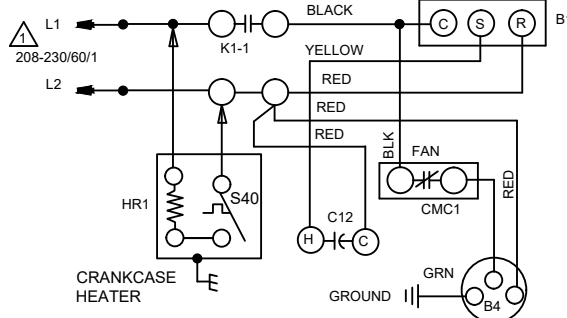 BLACK
C S R
B1
L1
1
208-230/60/1
K1-1
YELLOW
L2
RED
RED
RED
BLK
FAN
RED
HR1
S40
CMC1
C12
H C
CRANKCASE
HEATER
GRN
GROUND
B4